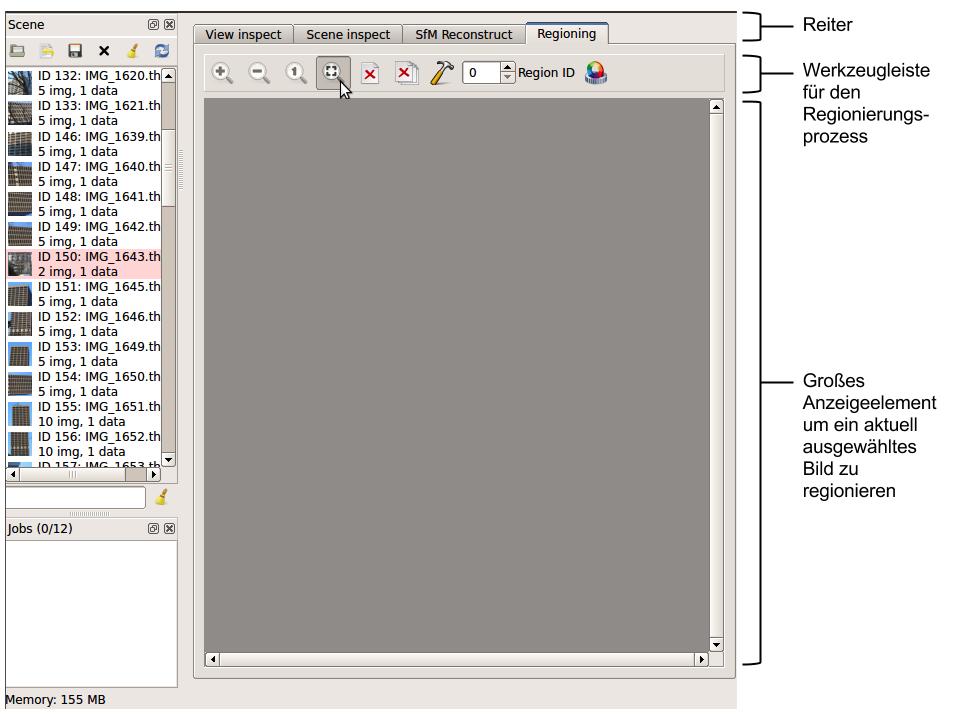 Scene
View inspect
Scene inspect
SfM Reconstruct
Regioning
1
0
Region ID
ID 132: IMG_1620.th
5 img, 1 data
ID 133: IMG_1621.th
5 img, 1 data
ID 146: IMG_1639.th
5 img, 1 data
ID 147: IMG_1640.th
5 img, 1 data
ID 148: IMG_1641.th
5 img, 1 data
ID 149: IMG_1642.th
5 img, 1 data
ID 150: IMG_1643.th
2 img, 1 data
ID 151: IMG_1645.th
5 img, 1 data
ID 152: IMG_1646.th
5 img, 1 data
ID 153: IMG_1649.th
5 img, 1 data
ID 154: IMG_1650.th
5 img, 1 data
ID 155: IMG_1651.th
10 img, 1 data
ID 156: IMG_1652.th
10 img, 1 data
ID 157: IMG_1653.th
Jobs (0/12)
Memory: 155 MB
Reiter
Werkzeugleiste
für den
Regionierungs-
prozess
Großes
Anzeigeelement
um ein aktuell
ausgewähltes
Bild zu
regionieren